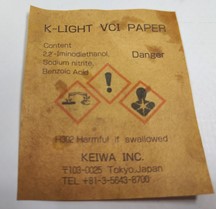 K-LIGHT VCI PAPER
Content
2,2'-Iminodiethanol,
Sodium nitrite,
Benzoic Acid
Danger
H302 Harmful if swallowed
KEIWA INC.
〒103-0025 Tokyo.Japan
TEL +81-3-5643-8700